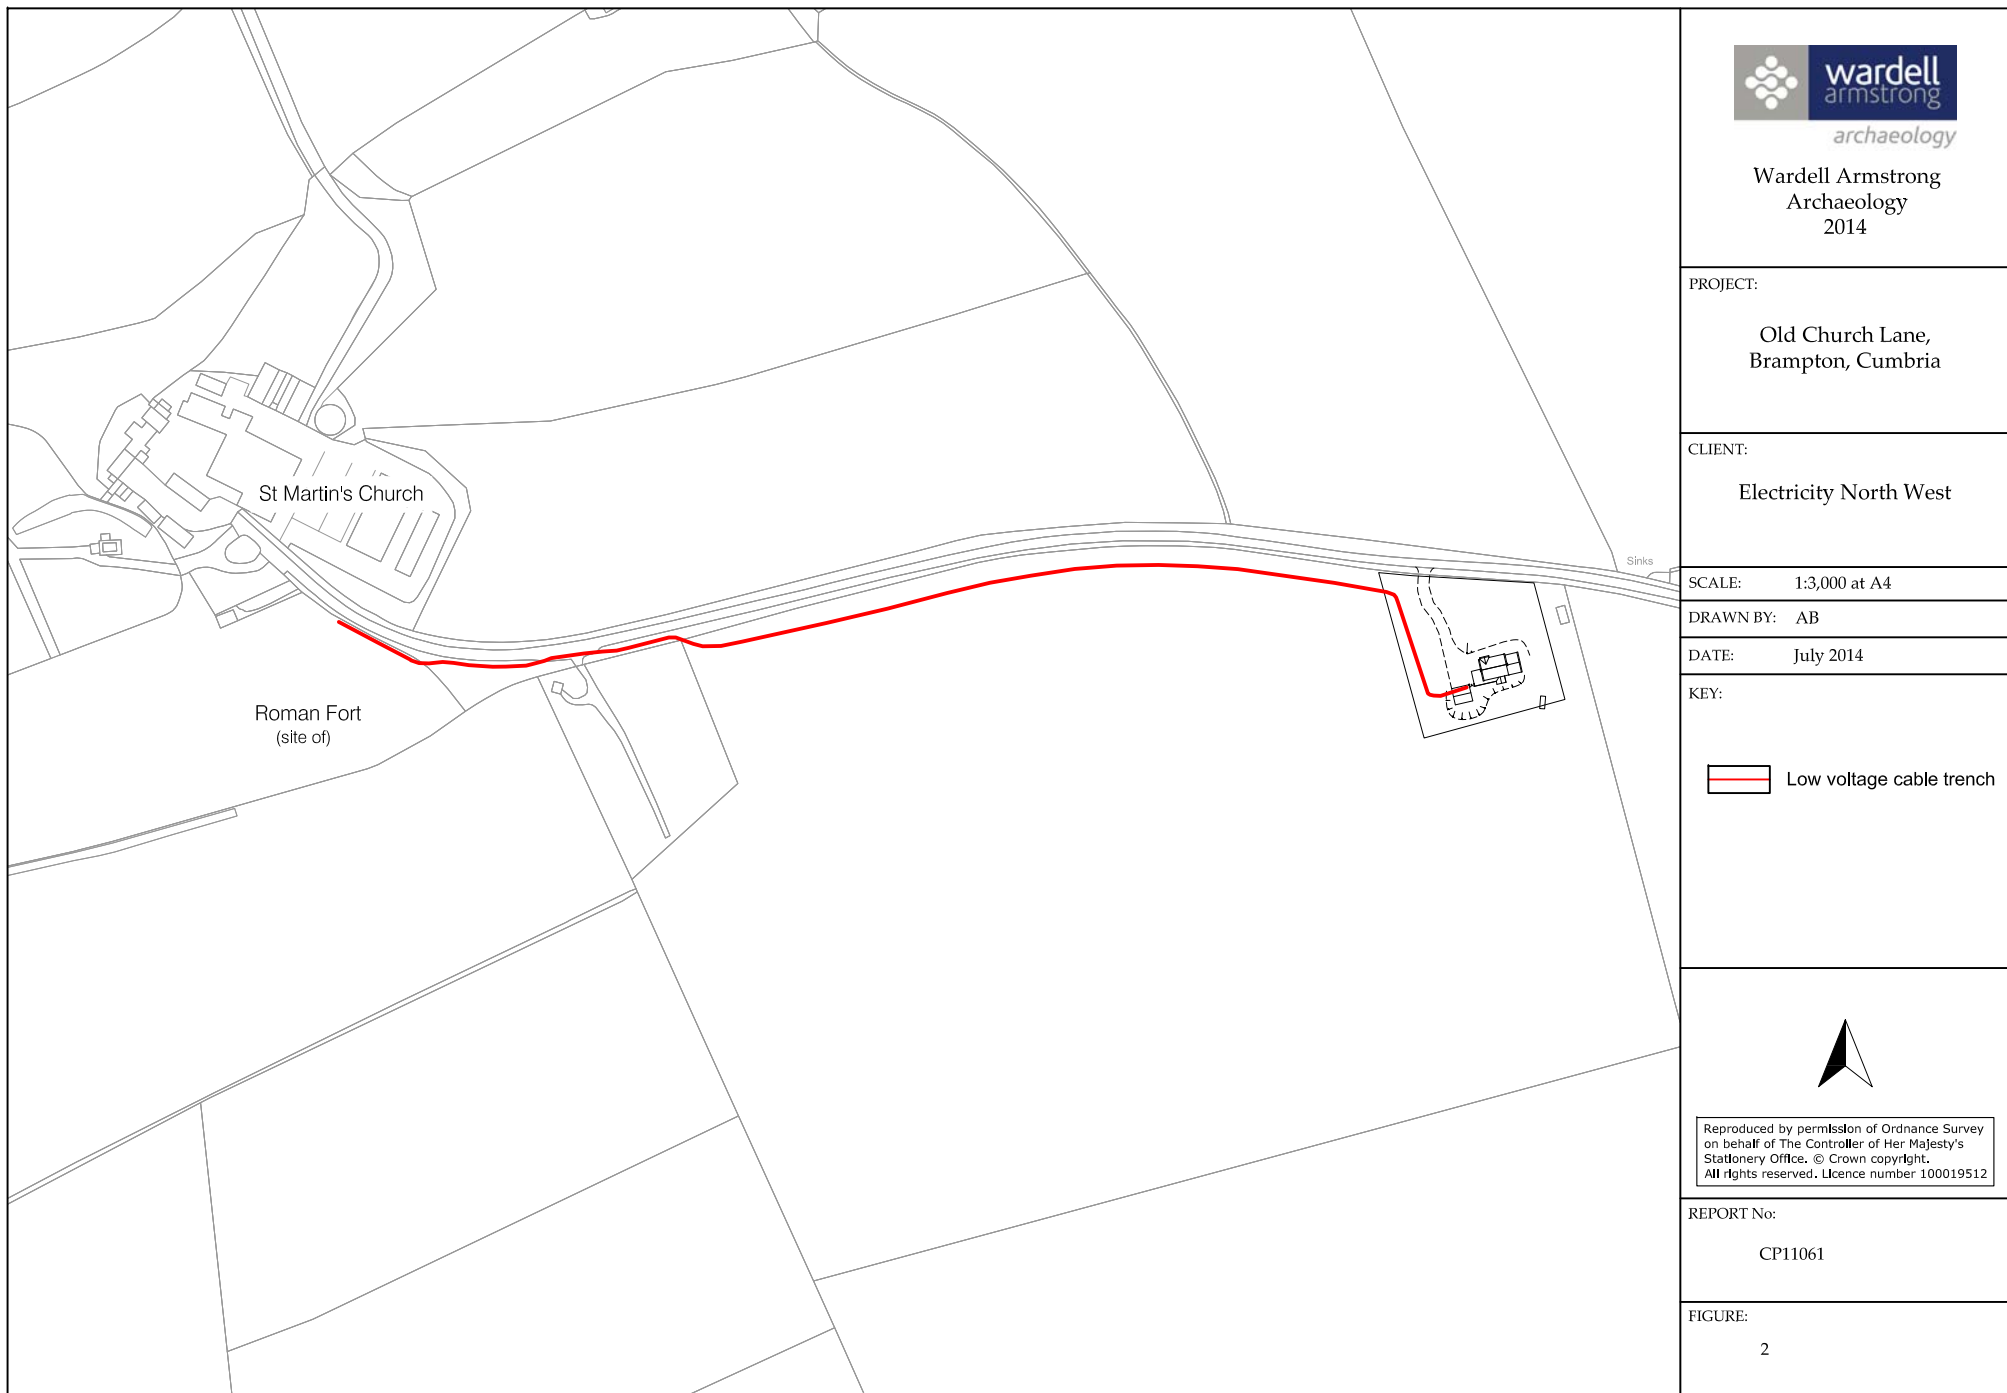 St Martin's Church
Roman Fort
(site of)
Sinks
wardell
armstrong
archaeology
Wardell Armstrong
Archaeology
2014
PROJECT:
Old Church Lane,
Brampton, Cumbria
CLIENT:
Electricity North West
SCALE: 1:3,000 at A4
DRAWN BY: AB
DATE: July 2014
KEY:
Low voltage cable trench
Reproduced by permission of Ordnance Survey
on behalf of The Controller of Her Majesty's
Stationery Office. © Crown copyright.
All rights reserved. Licence number 100019512
REPORT No:
CP11061
FIGURE:
2